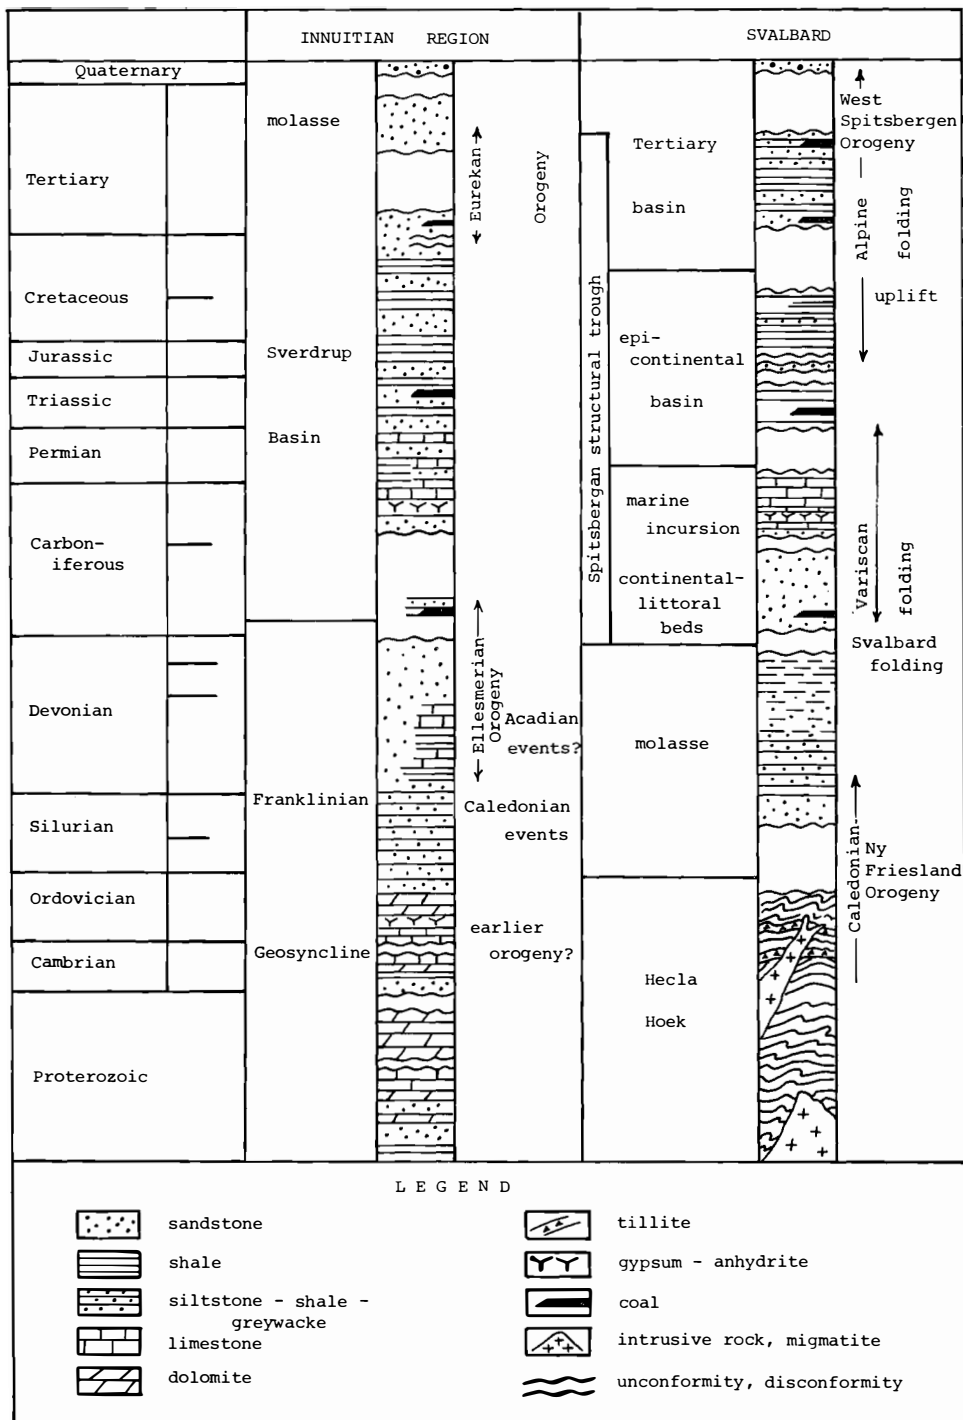 INNUITIAN REGION
SVALBARD
Quaternary
Tertiary
Cretaceous
Jurassic
Triassic
Permian
Carbon-
iferous
Devonian
Silurian
Ordovician
Cambrian
Proterozoic
molasse
Sverdrup
Basin
Franklinian
Geosyncline
Eurekan
Orogeny
Ellesmerian
Orogeny
Acadian
events?
Caledonian
events
earlier
orogeny?
Spitsbergan structural trough
Tertiary
basin
epi-
continental
basin
marine
incursion
continental-
littoral
beds
molasse
Hecla
Hoek
West
Spitsbergen
Orogeny
Alpine
folding
uplift
Variscan
folding
Svalbard
folding
Caledonian
Ny
Friesland
Orogeny
LEGEND
sandstone
shale
siltstone - shale -
greywacke
limestone
dolomite
tillite
gypsum - anhydrite
coal
intrusive rock, migmatite
unconformity, disconformity